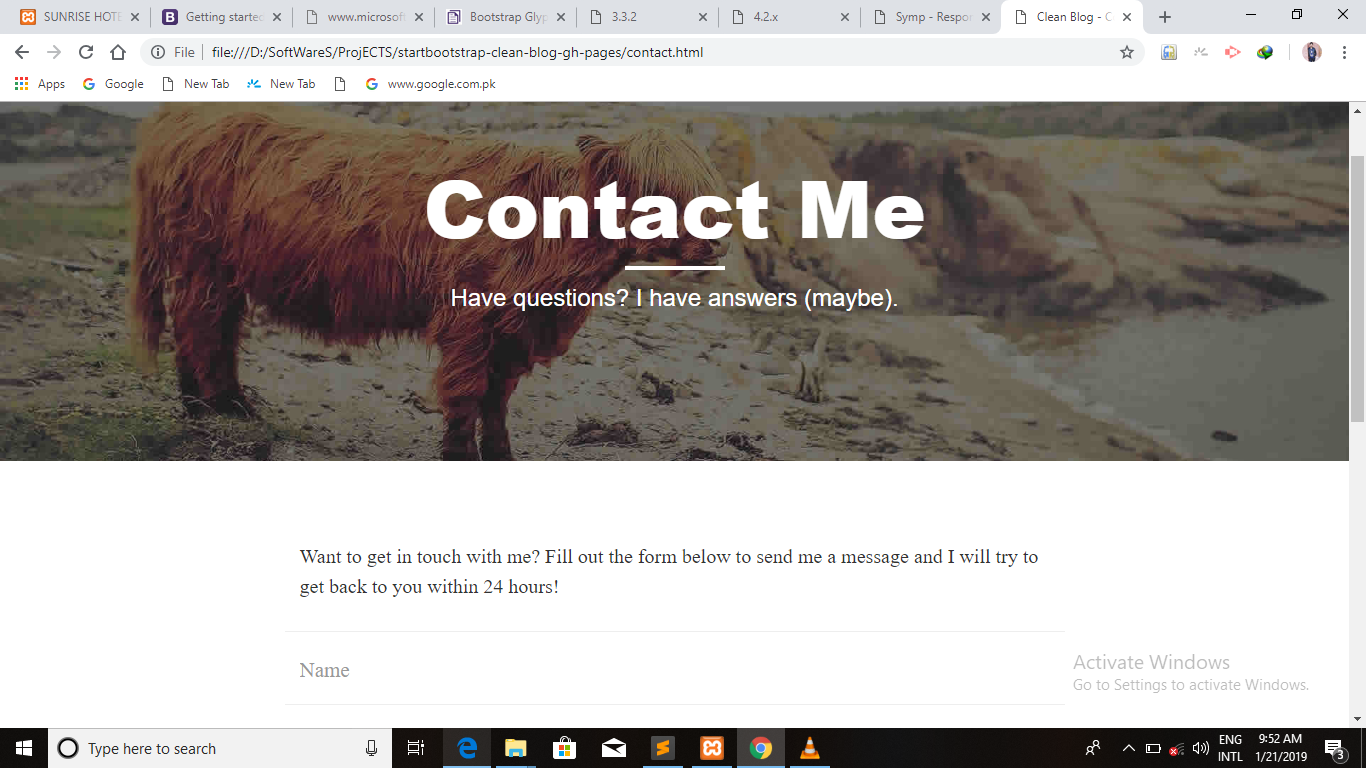 SUNRISE HOTE
Getting started
www.microsoft
Bootstrap Glyp
3.3.2
4.2.x
Symp - Respon
Clean Blog - C
File
file:///D:/SoftWareS/ProjECTS/startbootstrap-clean-blog-gh-pages/contact.html
Apps
Google
New Tab
New Tab
www.google.com.pk
Contact Me
Have questions? I have answers (maybe).
Want to get in touch with me? Fill out the form below to send me a message and I will try to
get back to you within 24 hours!
Name
Activate Windows
Go to Settings to activate Windows.
Type here to search
ENG
INTL
9:52 AM
1/21/2019
3